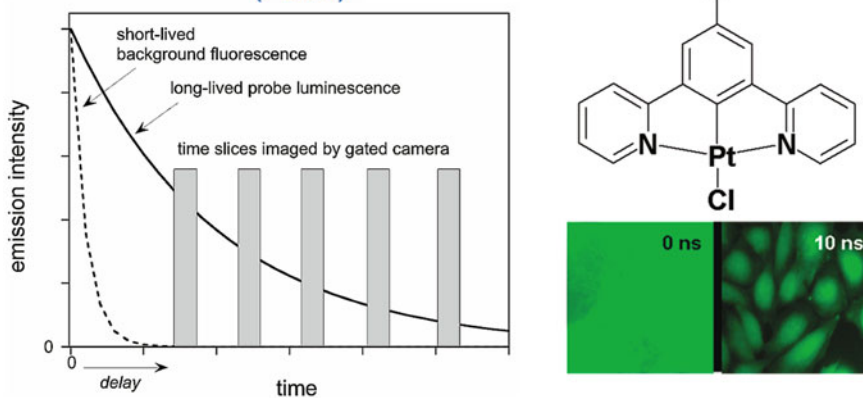 short-lived
background fluorescence
long-lived probe luminescence
time slices imaged by gated camera
emission intensity
0
0
delay
time
N
Pt
N
Cl
0 ns
10 ns